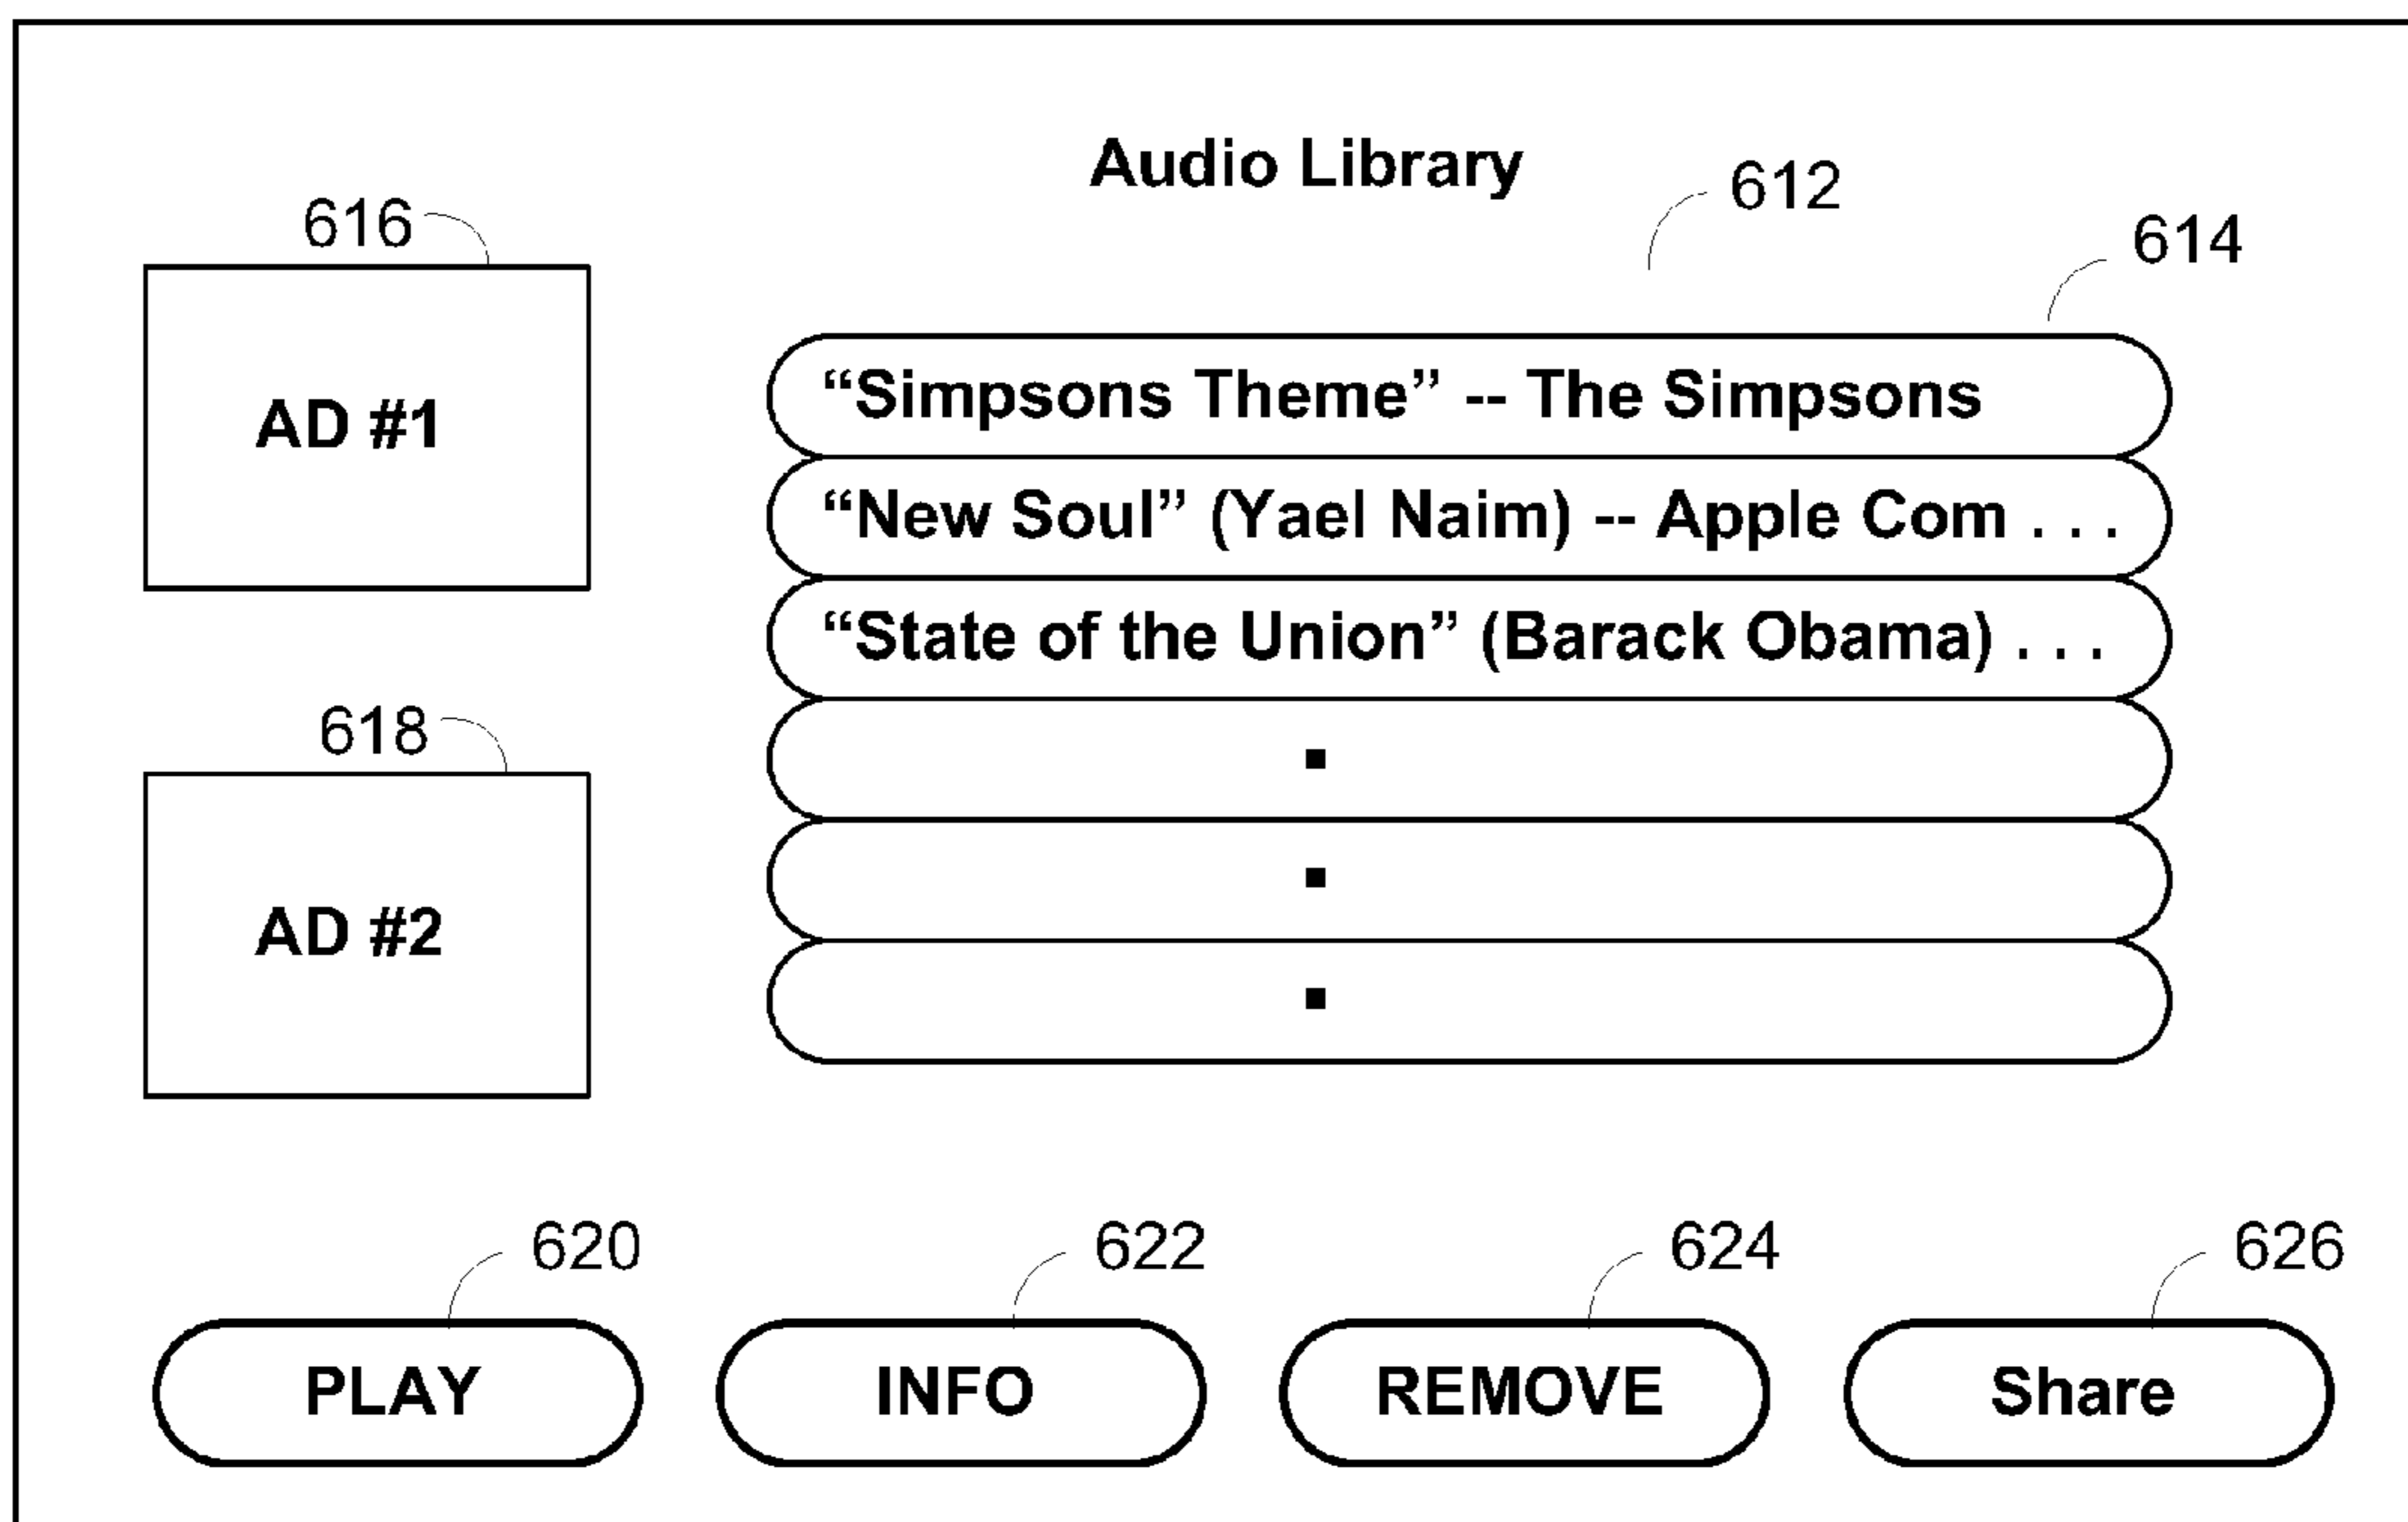 Audio Library
612
614
616
AD #1
“Simpsons Theme” -- The Simpsons
“New Soul” (Yael Naim) -- Apple Com . . .
“State of the Union” (Barack Obama) . . .
618
AD #2
620
622
624
626
PLAY
INFO
REMOVE
Share